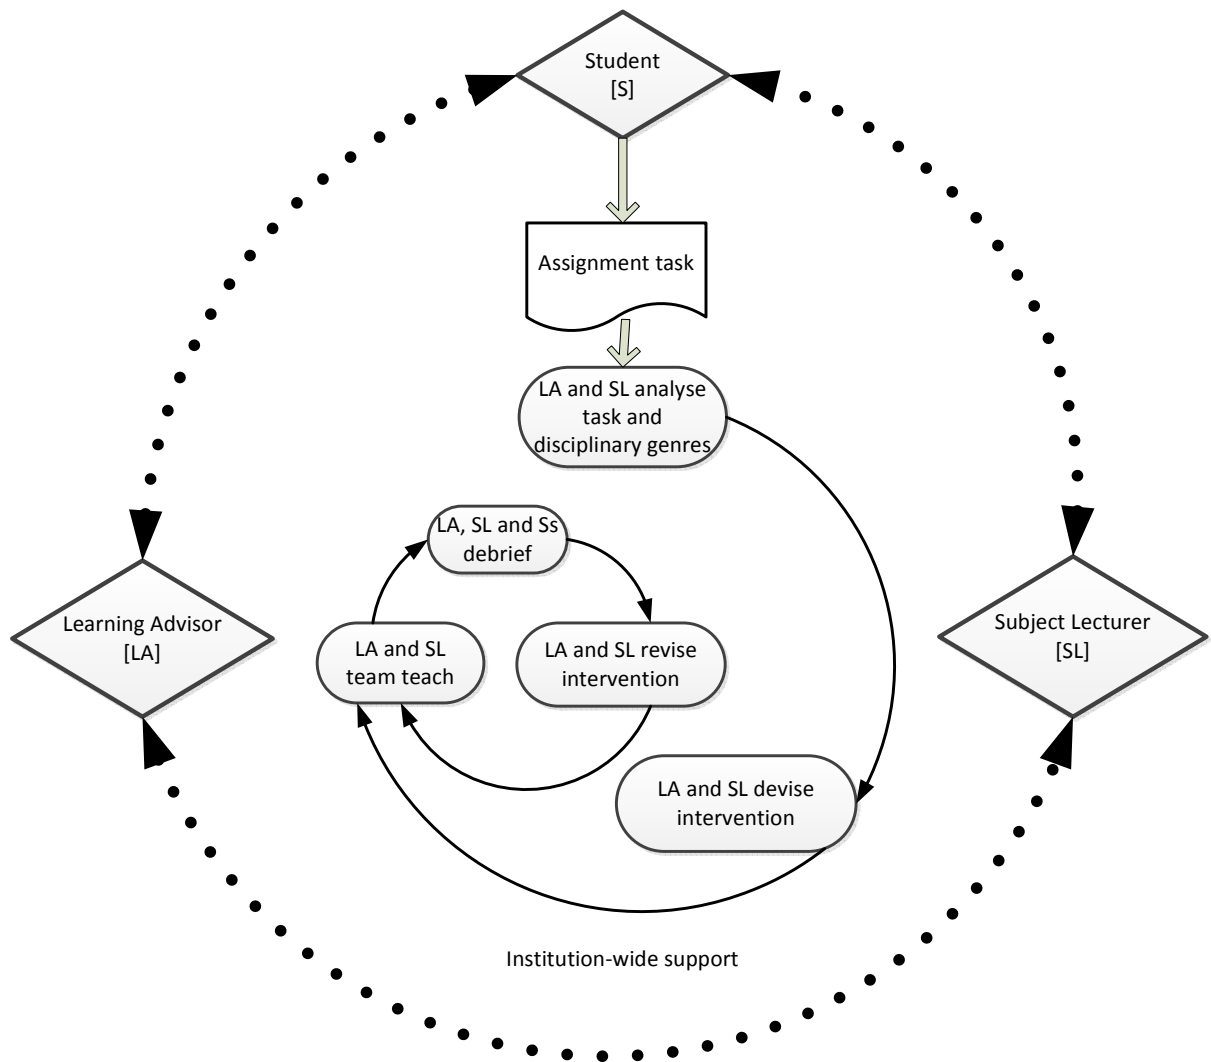 Student
[S]
Assignment task
LA and SL analyse
task and
disciplinary genres
LA, SL and Ss
debrief
Learning Advisor
[LA]
LA and SL
team teach
LA and SL revise
intervention
Subject Lecturer
[SL]
LA and SL devise
intervention
Institution-wide support